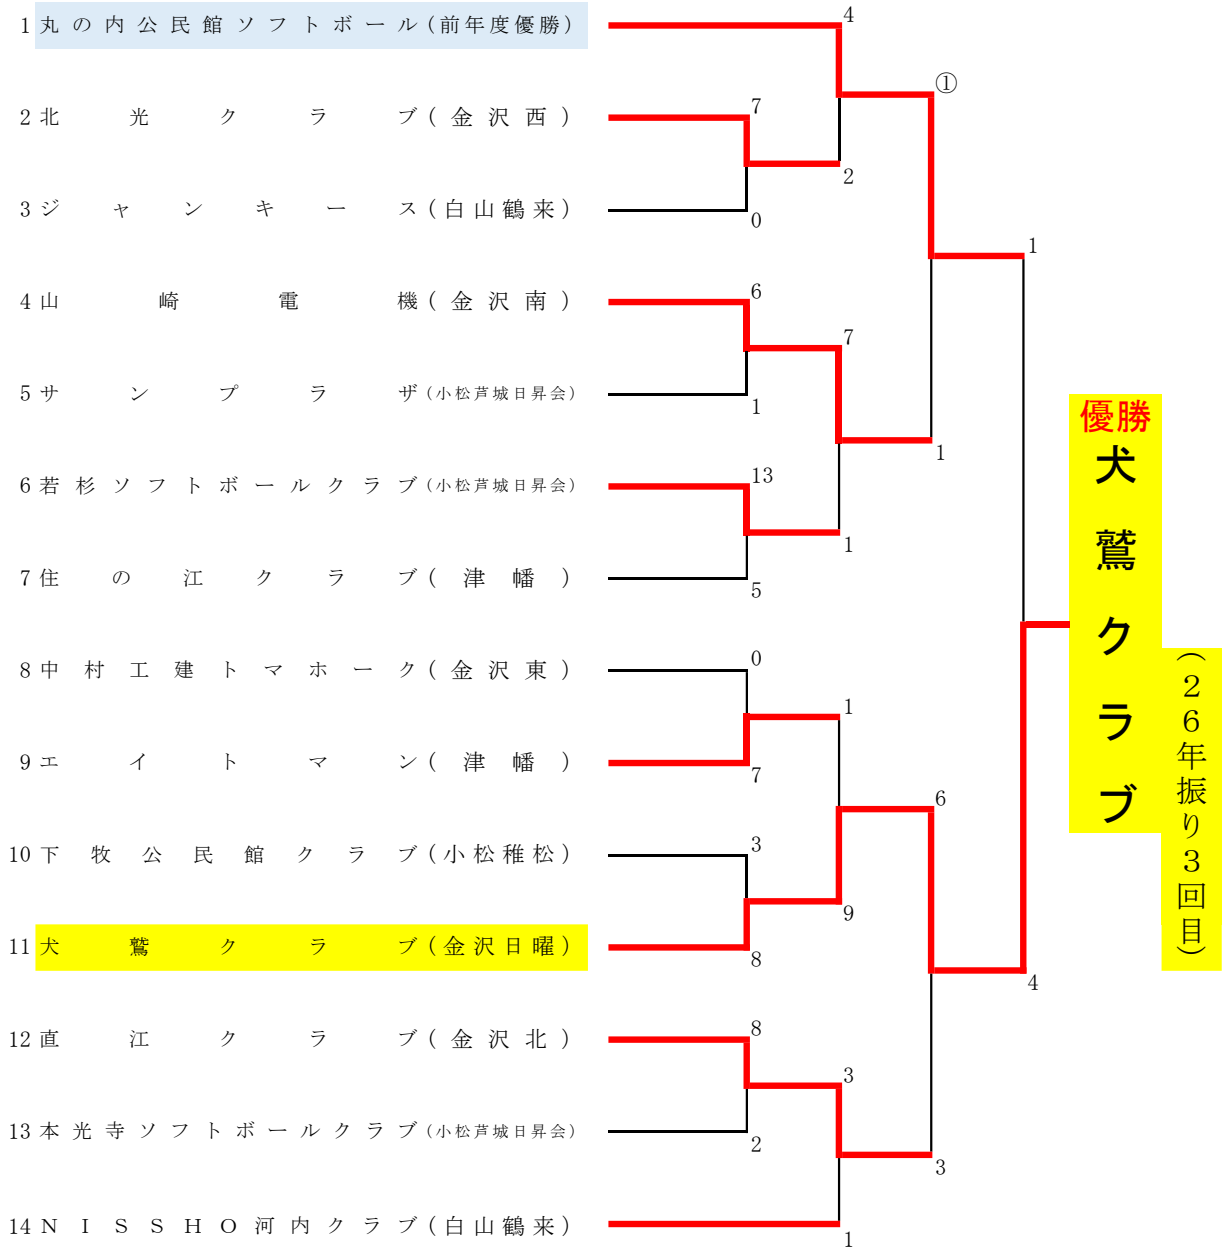 1 丸の内公民館ソフトボール(前年度優勝)
4
①
2 北光クラブ(金沢西)
7
2
3 ジャンキース(白山鶴来)
0
1
4 山崎電機(金沢南)
6
7
5 サンプラザ(小松芦城日昇会)
1
1
6 若杉ソフトボールクラブ(小松芦城日昇会)
13
1
7 住の江クラブ(津幡)
5
8 中村工建トマホーク(金沢東)
0
1
9 エイトマン(津幡)
7
6
10 下牧公民館クラブ(小松稚松)
3
9
11 犬鷲クラブ(金沢日曜)
8
4
12 直江クラブ(金沢北)
8
3
13 本光寺ソフトボールクラブ(小松芦城日昇会)
2
3
14 NISSHO河内クラブ(白山鶴来)
1
優勝
犬鷲クラブ
(26年振り3回目)